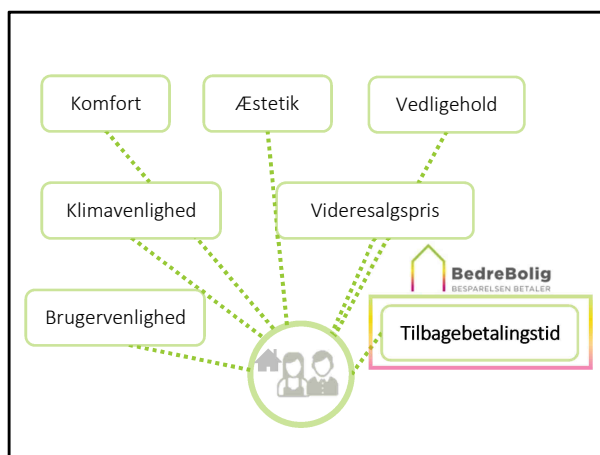 Komfort
Æstetik
Vedligehold
Klimavenlighed
Videresalgspris
BedreBolig
BESPARELSEN BETALER
Brugervenlighed
Tilbagebetalingstid